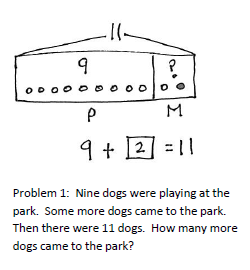 11
9 ?
P M
9 + 2 = 11
Problem 1: Nine dogs were playing at the
park. Some more dogs came to the park.
Then there were 11 dogs. How many more
dogs came to the park?